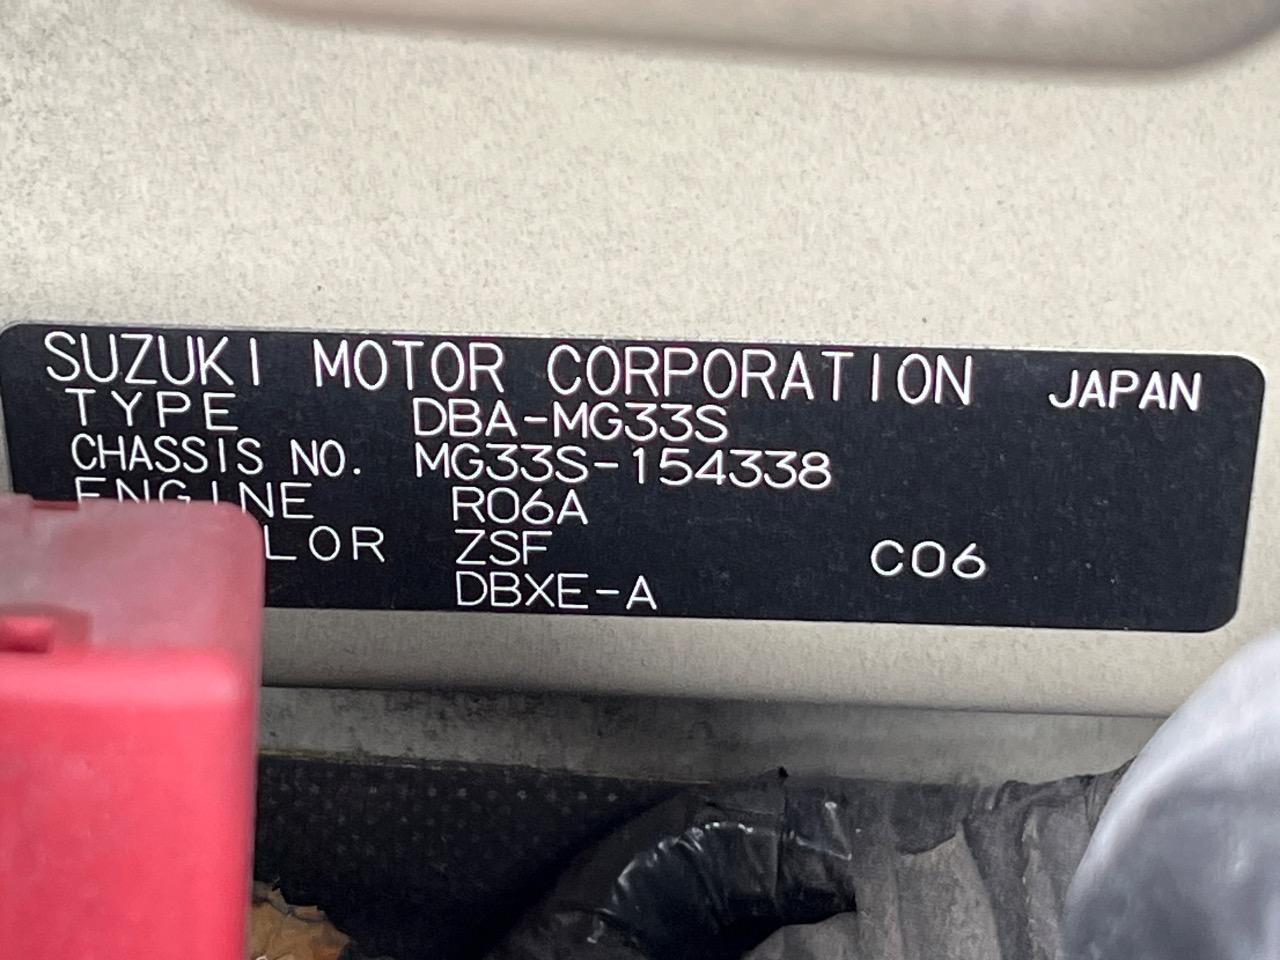 SUZUKI MOTOR CORPORATION JAPAN
TYPE DBA-MG33S
CHASSIS NO. MG33S-154338
ENGINE R06A
LOR ZSF C06
DBXE-A